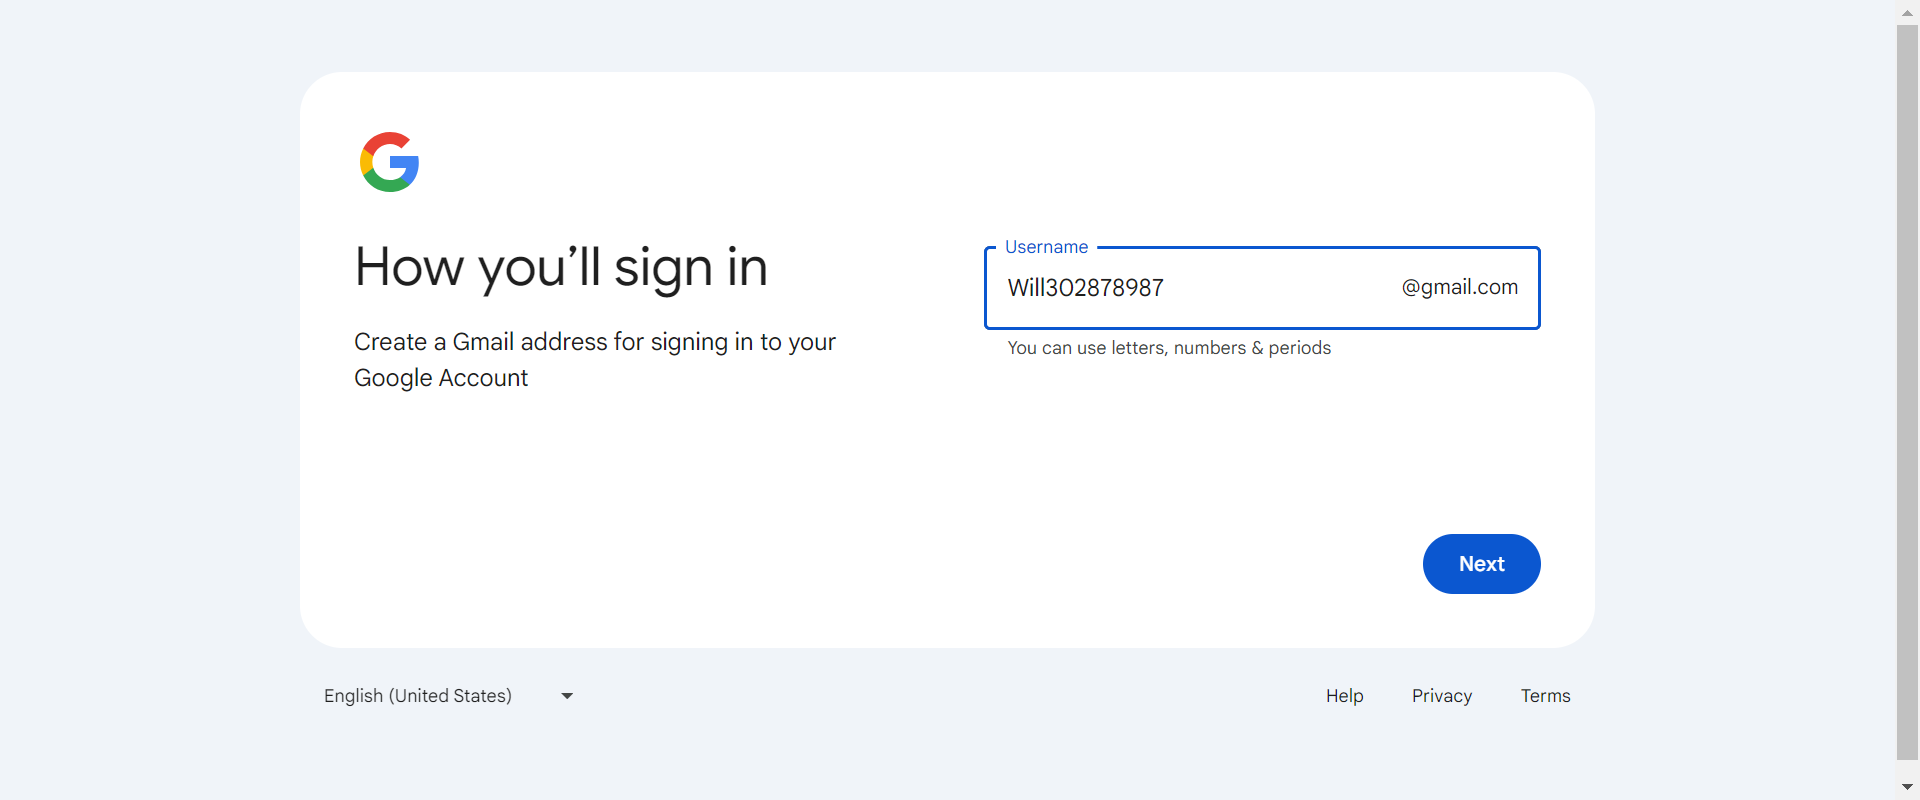 How you’ll sign in
Create a Gmail address for signing in to your
Google Account
Username
Will302878987
@gmail.com
You can use letters, numbers & periods
Next
English (United States)
Help
Privacy
Terms